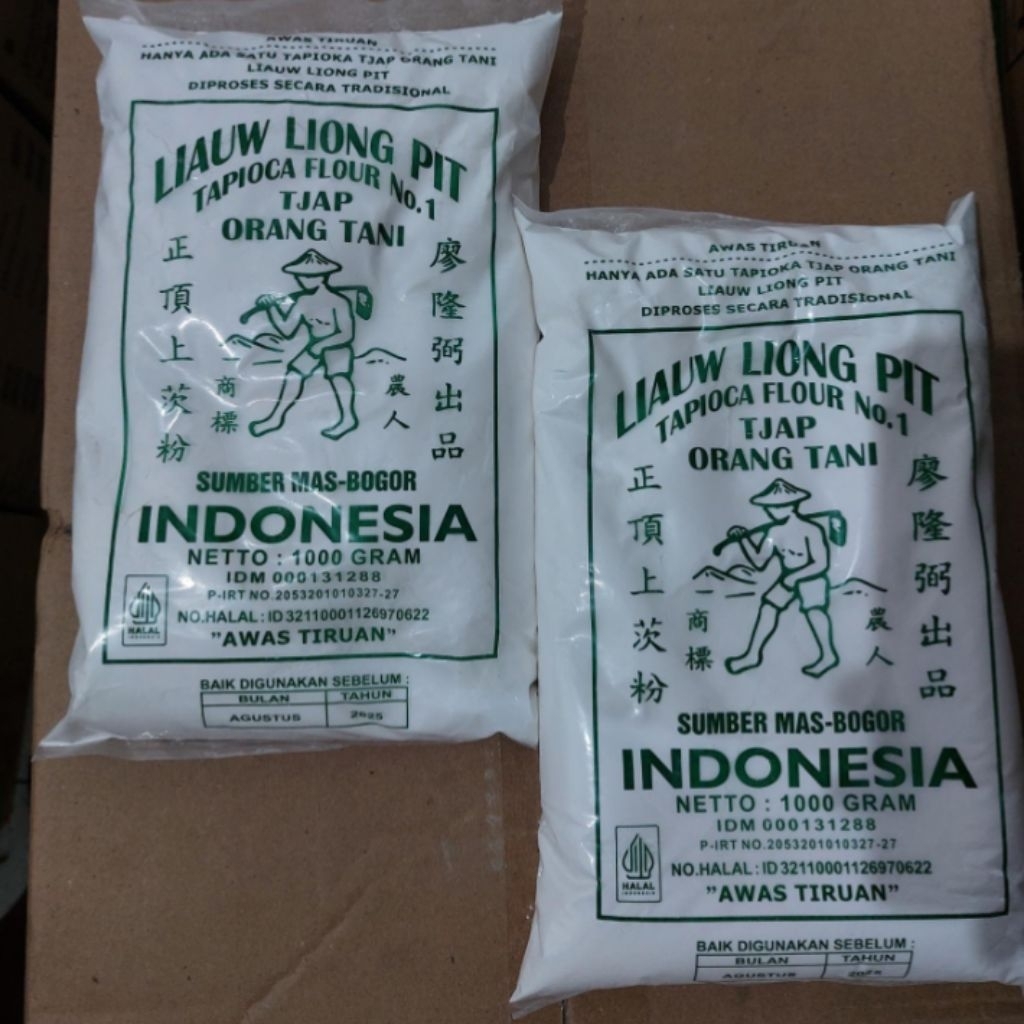 AWAS TIRUAN
HANYA ADA SATU TAPIOKA TJAP ORANG TANI
LIAUW LIONG PIT
DIPROSES SECARA TRADISIONAL
LIAUW LIONG PIT
TAPIOCA FLOUR No.1
TJAP
ORANG TANI
正頂上茨粉
商標
農人
廖隆弼出品
SUMBER MAS-BOGOR
INDONESIA
NETTO : 1000 GRAM
IDM 000131288
P-IRT NO.2053201010327-27
HALAL
INDONESIA
NO.HALAL : ID32110001126970622
"AWAS TIRUAN"
BAIK DIGUNAKAN SEBELUM :
BULAN TAHUN
AGUSTUS 2025
AWAS TIRUAN
HANYA ADA SATU TAPIOKA TJAP ORANG TANI
LIAUW LIONG PIT
DIPROSES SECARA TRADISIONAL
LIAUW LIONG PIT
TAPIOCA FLOUR No.1
TJAP
ORANG TANI
正頂上茨粉
商標
農人
廖隆弼出品
SUMBER MAS-BOGOR
INDONESIA
NETTO : 1000 GRAM
IDM 000131288
P-IRT NO.2053201010327-27
HALAL
INDONESIA
NO.HALAL : ID32110001126970622
"AWAS TIRUAN"
BAIK DIGUNAKAN SEBELUM :
BULAN TAHUN
AGUSTUS 2025